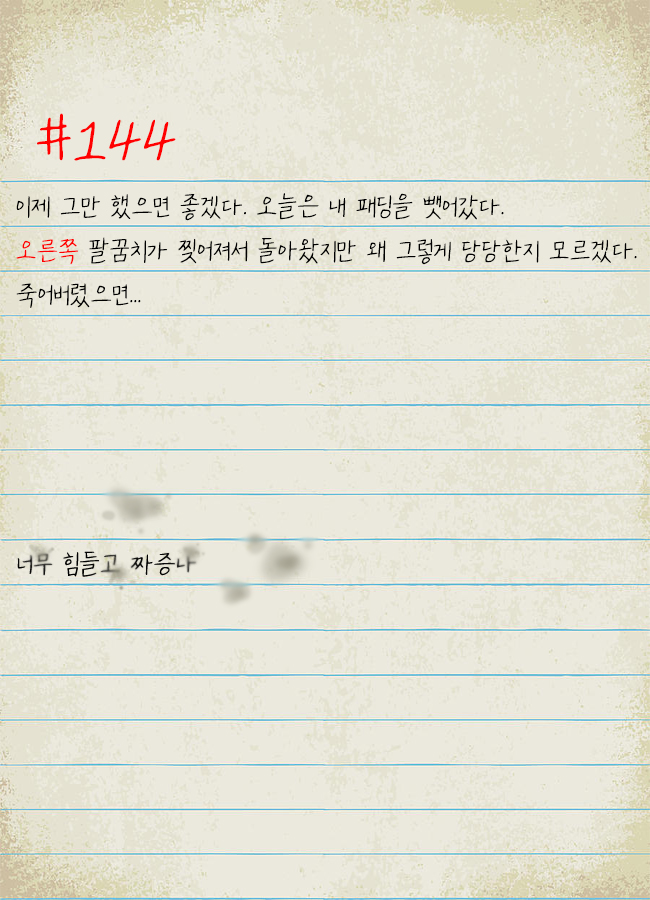 #144
이제 그만 했으면 좋겠다. 오늘은 내 패딩을 뺏어갔다.
오른쪽 팔꿈치가 찢어져서 돌아왔지만 왜 그렇게 당당한지 모르겠다.
죽어버렸으면...
너무 힘들고 짜증나